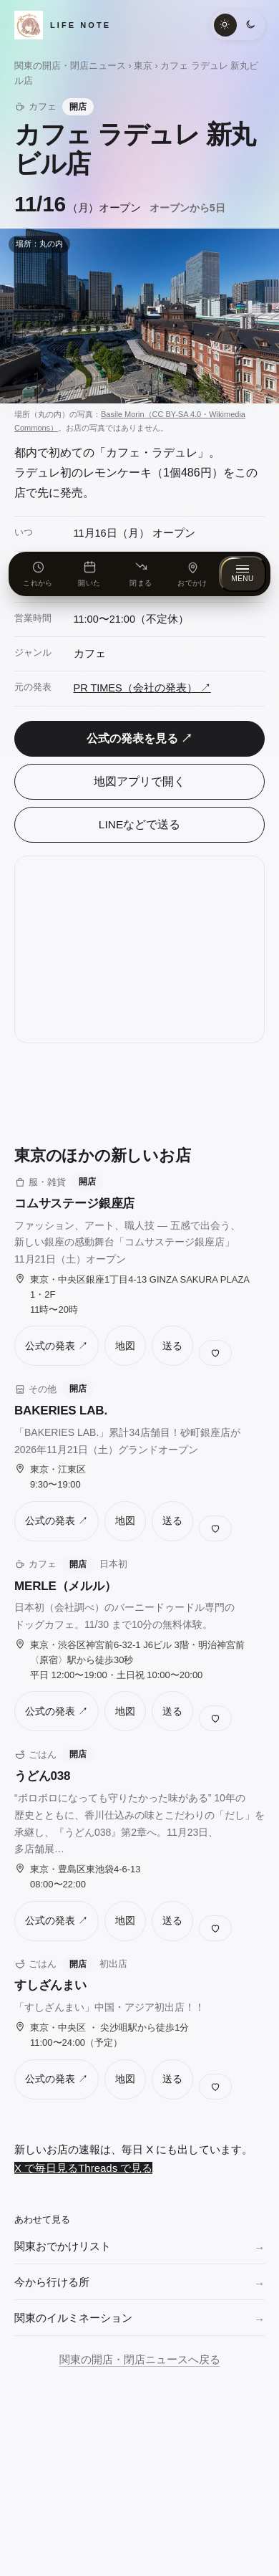 LIFE NOTE
関東の開店・閉店ニュース › 東京 › カフェ ラデュレ 新丸ビ
ル店
カフェ 開店
カフェ ラデュレ 新丸
ビル店
11/16（月）オープン オープンから5日
場所：丸の内
場所（丸の内）の写真：Basile Morin（CC BY-SA 4.0・Wikimedia
Commons）。お店の写真ではありません。
都内で初めての「カフェ・ラデュレ」。
ラデュレ初のレモンケーキ（1個486円）をこの
店で先に発売。
いつ 11月16日（月） オープン
これから 開いた 閉まる おでかけ MENU
営業時間 11:00〜21:00（不定休）
ジャンル カフェ
元の発表 PR TIMES（会社の発表） ↗
公式の発表を見る ↗
地図アプリで開く
LINEなどで送る
東京のほかの新しいお店
服・雑貨 開店
コムサステージ銀座店
ファッション、アート、職人技 — 五感で出会う、
新しい銀座の感動舞台「コムサステージ銀座店」
11月21日（土）オープン
東京・中央区銀座1丁目4-13 GINZA SAKURA PLAZA
1・2F
11時〜20時
公式の発表 ↗ 地図 送る ♡
その他 開店
BAKERIES LAB.
「BAKERIES LAB.」累計34店舗目！砂町銀座店が
2026年11月21日（土）グランドオープン
東京・江東区
9:30〜19:00
公式の発表 ↗ 地図 送る ♡
カフェ 開店 日本初
MERLE（メルル）
日本初（会社調べ）のバーニードゥードル専門の
ドッグカフェ。11/30 まで10分の無料体験。
東京・渋谷区神宮前6-32-1 J6ビル 3階・明治神宮前
〈原宿〉駅から徒歩30秒
平日 12:00〜19:00・土日祝 10:00〜20:00
公式の発表 ↗ 地図 送る ♡
ごはん 開店
うどん038
“ボロボロになっても守りたかった味がある” 10年の
歴史とともに、香川仕込みの味とこだわりの「だし」を
承継し、『うどん038』第2章へ。11月23日、
多店舗展…
東京・豊島区東池袋4-6-13
08:00〜22:00
公式の発表 ↗ 地図 送る ♡
ごはん 開店 初出店
すしざんまい
「すしざんまい」中国・アジア初出店！！
東京・中央区 ・ 尖沙咀駅から徒歩1分
11:00〜24:00（予定）
公式の発表 ↗ 地図 送る ♡
新しいお店の速報は、毎日 X にも出しています。
X で毎日見るThreads で見る
あわせて見る
関東おでかけリスト →
今から行ける所 →
関東のイルミネーション →
関東の開店・閉店ニュースへ戻る